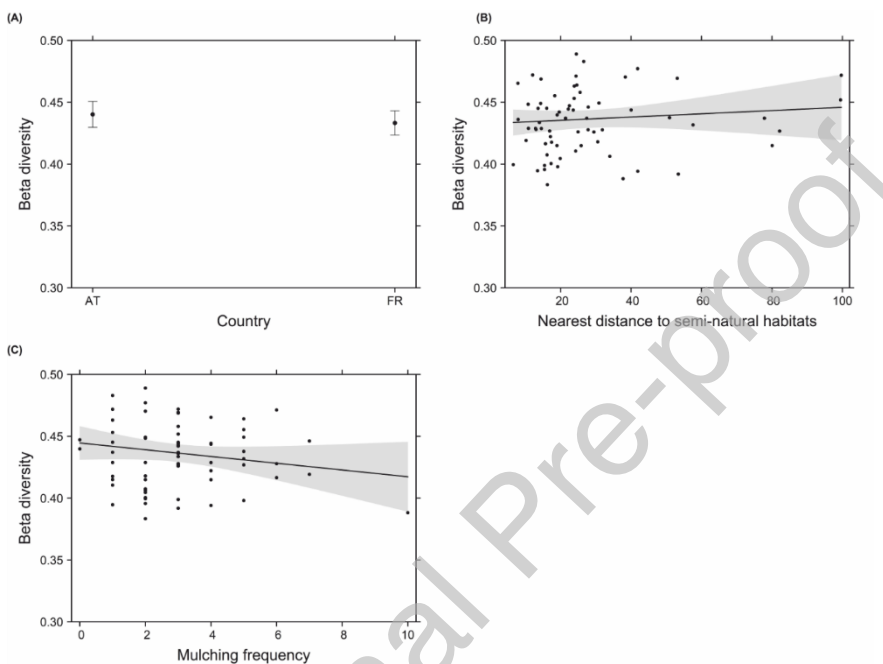 (A)
0.50
0.45
0.40
0.35
0.30
Beta diversity
AT
FR
Country
(B)
0.50
0.45
0.40
0.35
0.30
Beta diversity
20
40
60
80
100
Nearest distance to semi-natural habitats
(C)
0.50
0.45
0.40
0.35
0.30
Beta diversity
0
2
4
6
8
10
Mulching frequency
nal Pre-proof